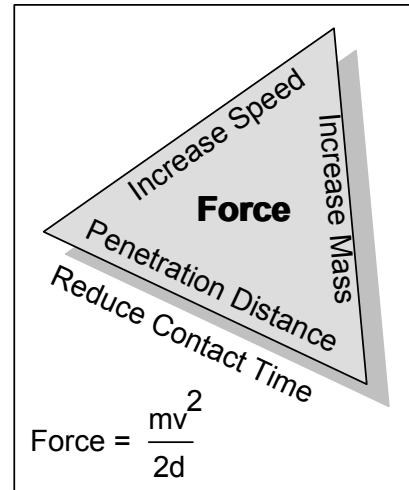 Increase Speed
Increase Mass
Force
Penetration Distance
Reduce Contact Time
Force = mv²/2d